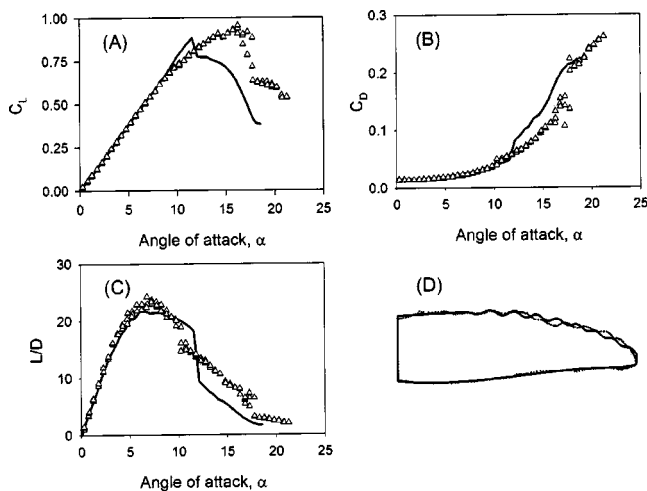 (A)
1.00
0.75
0.50
0.25
0.00
C_L
0 5 10 15 20 25
Angle of attack, α
(B)
0.3
0.2
0.1
0.0
C_D
0 5 10 15 20 25
Angle of attack, α
(C)
30
20
10
0
L/D
0 5 10 15 20 25
Angle of attack, α
(D)